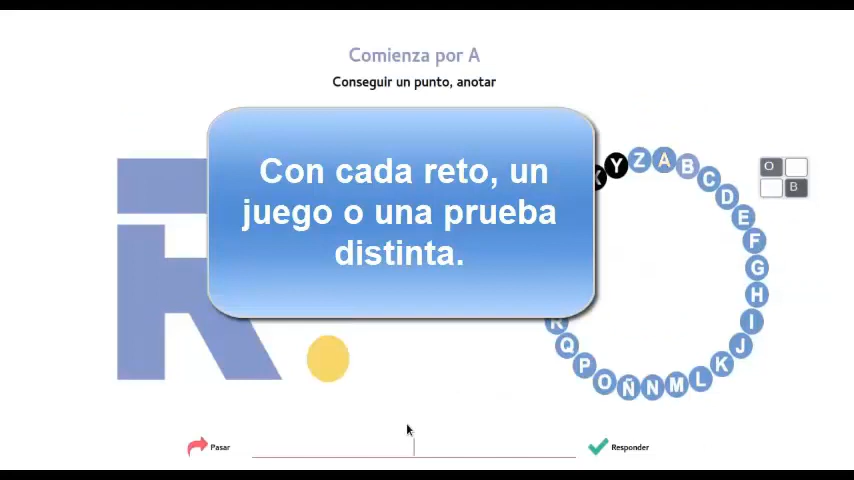 Comienza por A
Conseguir un punto, anotar
Con cada reto, un
juego o una prueba
distinta.
R.
X
Y
Z
A
B
C
D
E
F
G
H
I
J
K
L
M
N
Ñ
O
P
Q
R
O
B
Pasar
Responder